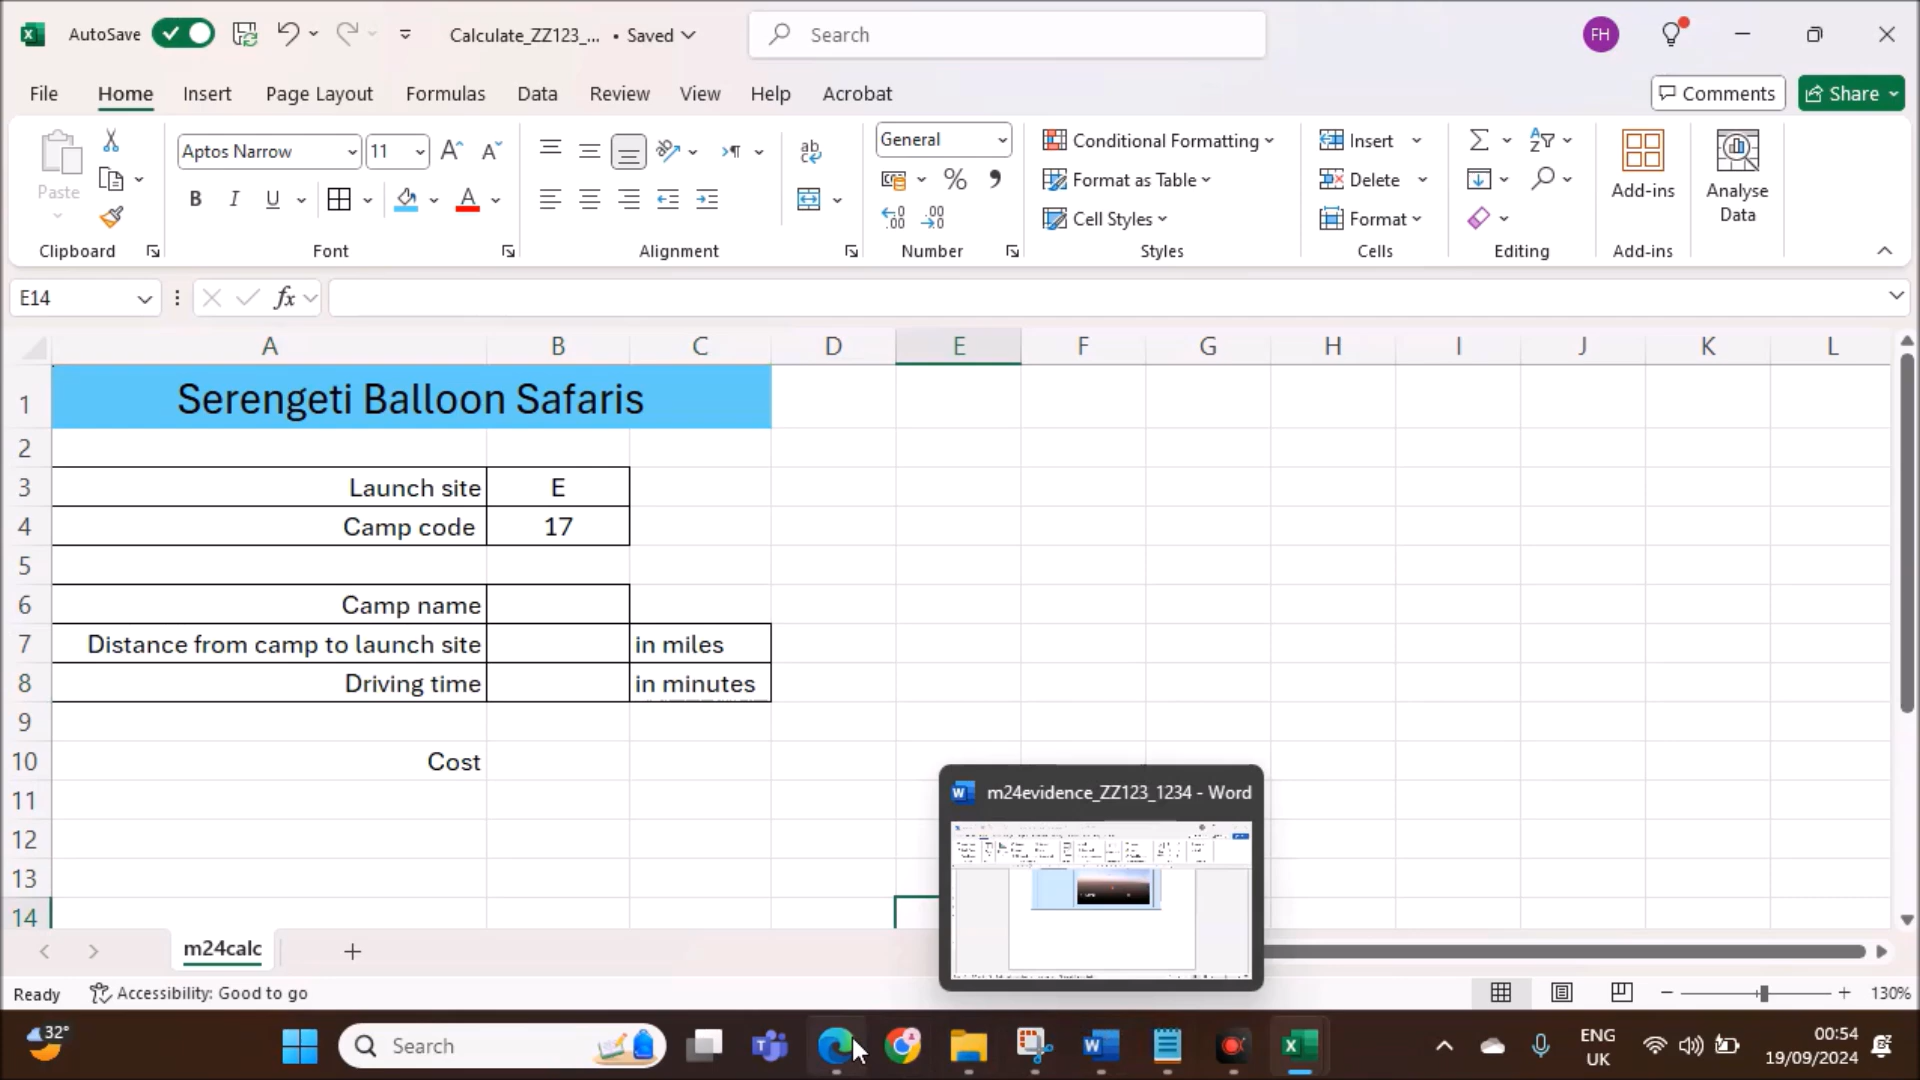 AutoSave
Calculate_ZZ123_... • Saved
Search
FH
File
Home
Insert
Page Layout
Formulas
Data
Review
View
Help
Acrobat
Comments
Share
Paste
Clipboard
Aptos Narrow
11
B I U
Font
ab
Alignment
General
%
Number
Conditional Formatting
Format as Table
Cell Styles
Styles
Insert
Delete
Format
Cells
Editing
Add-ins
Add-ins
Analyse
Data
E14
fx
A B C D E F G H I J K L
1 Serengeti Balloon Safaris
2
3 Launch site E
4 Camp code 17
5
6 Camp name
7 Distance from camp to launch site in miles
8 Driving time in minutes
9
10 Cost
11
12
13
14
m24evidence_ZZ123_1234 - Word
m24calc
Ready
Accessibility: Good to go
130%
32°
Search
ENG
UK
00:54
19/09/2024